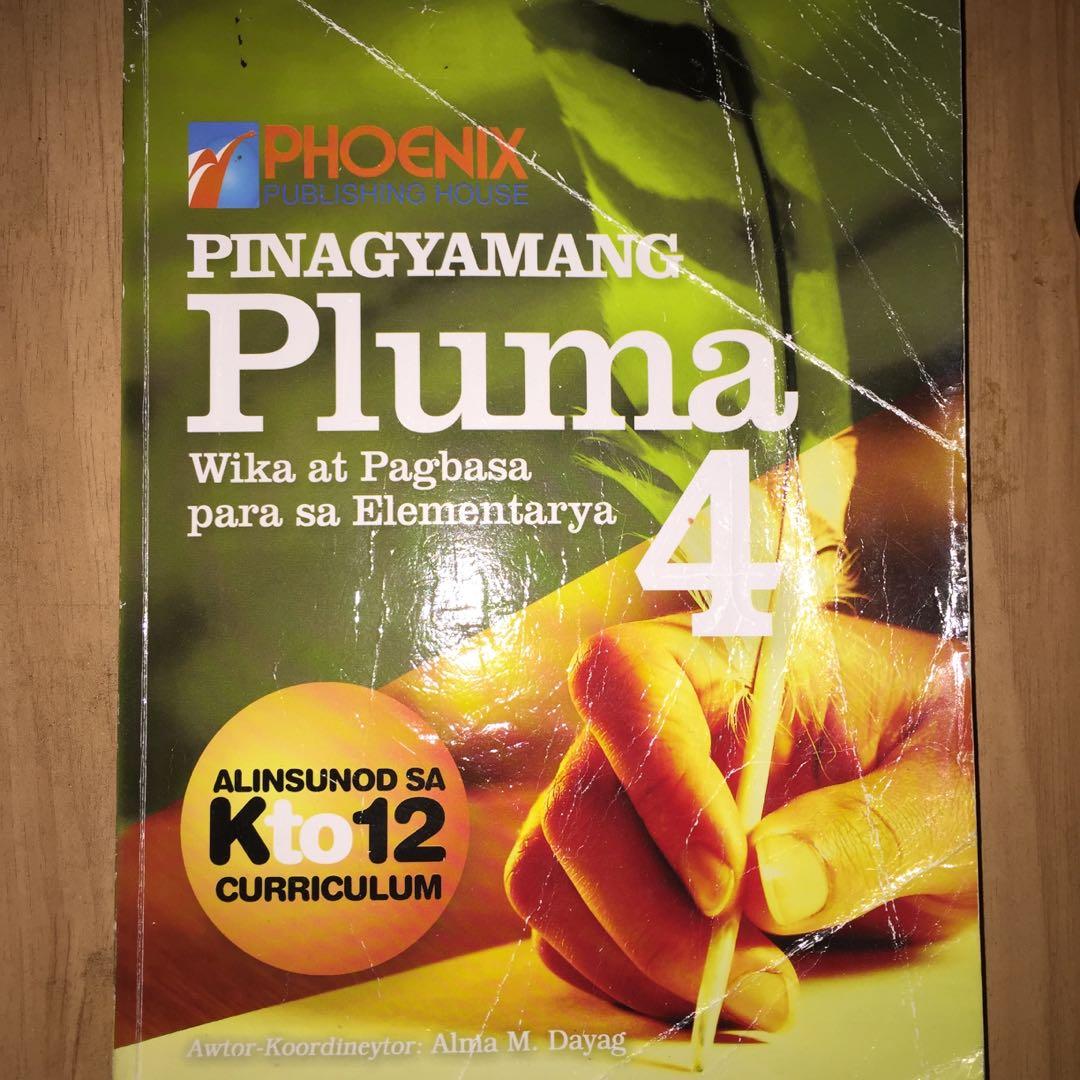 PHOENIX
PUBLISHING HOUSE
PINAGYAMANG
Pluma
4
Wika at Pagbasa
para sa Elementarya
ALINSUNOD SA
Kto12
CURRICULUM
Awtor-Koordineytor: Alma M. Dayag